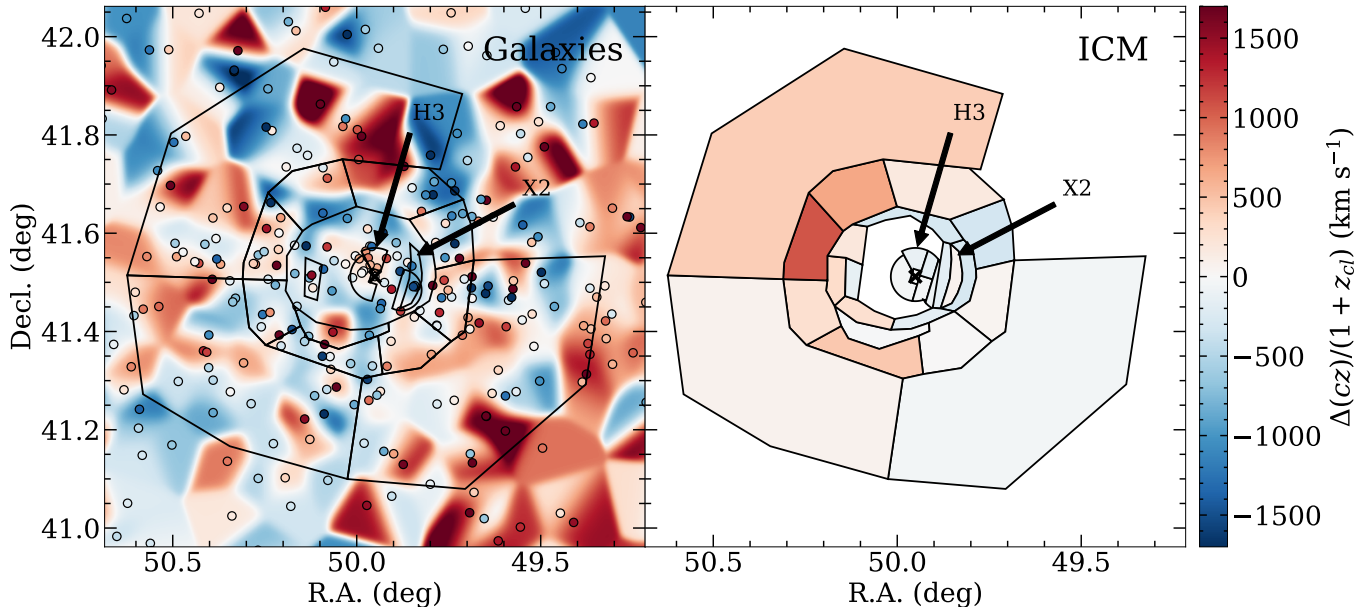 Galaxies
ICM
H3
H3
X2
X2
42.0
41.8
41.6
41.4
41.2
41.0
Decl. (deg)
50.5
50.0
49.5
R.A. (deg)
50.5
50.0
49.5
R.A. (deg)
1500
1000
500
0
−500
−1000
−1500
Δ(cz)/(1 + z_{cl}) (km s^{−1})